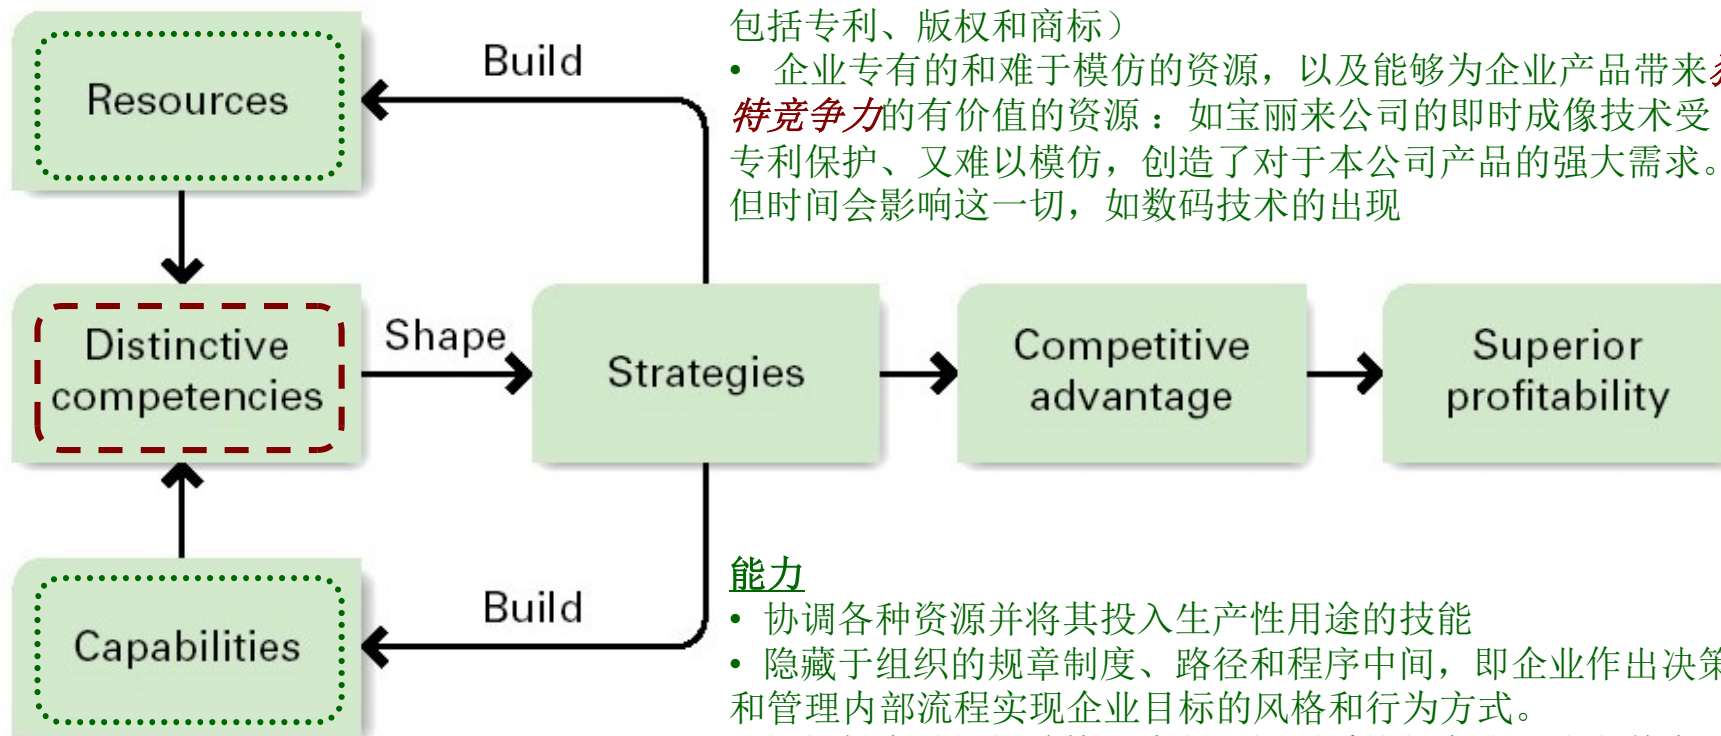 包括专利、版权和商标）
Build
• 企业专有的和难于模仿的资源，以及能够为企业产品带来
Resources
特竞争力的有价值的资源：如宝丽来公司的即时成像技术受
专利保护、又难以模仿，创造了对于本公司产品的强大需求。
但时间会影响这一切，如数码技术的出现
Distinctive
competencies
Shape
Strategies
Competitive
advantage
Superior
profitability
能力
Build
• 协调各种资源并将其投入生产性用途的技能
Capabilities
• 隐藏于组织的规章制度、路径和程序中间，即企业作出决策
和管理内部流程实现企业目标的风格和行为方式。